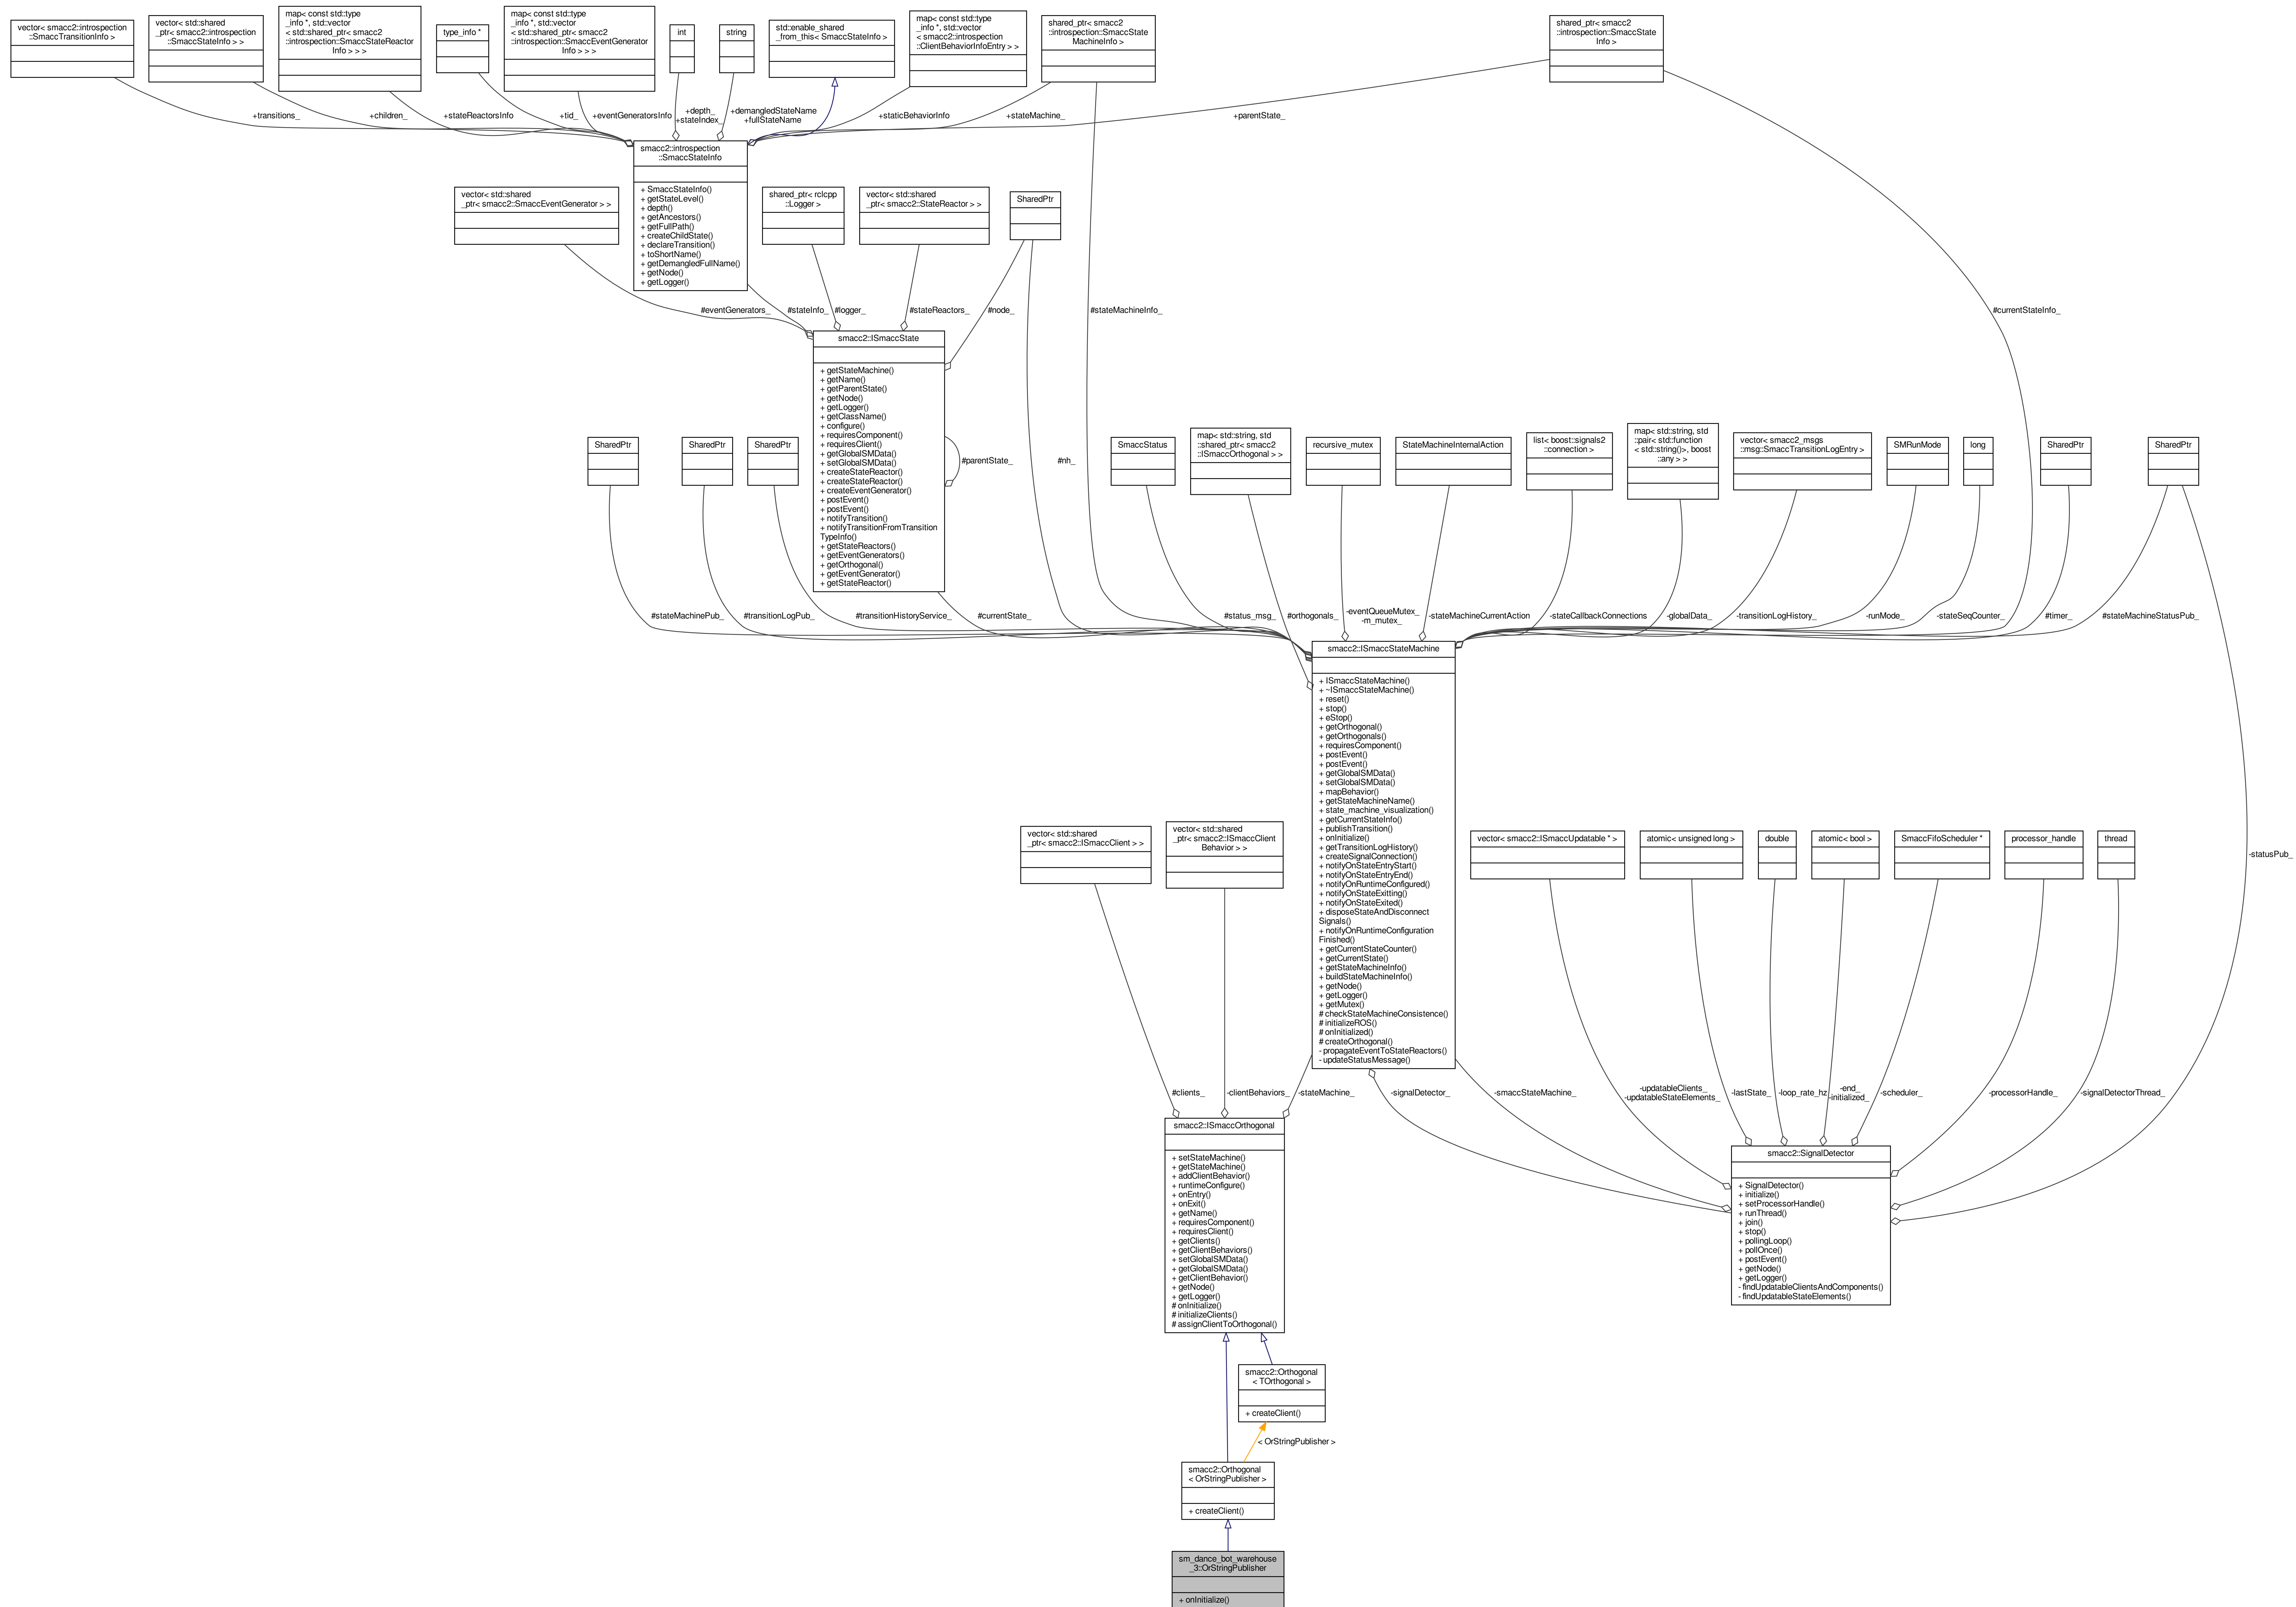 vector< smacc2::introspection
::SmaccTransitionInfo >
vector< std::shared
_ptr< smacc2::introspection
::SmaccStateInfo > >
map< const std::type
_info *, std::vector
< std::shared_ptr< smacc2
::introspection::SmaccStateReactor
Info > > >
type_info *
map< const std::type
_info *, std::vector
< std::shared_ptr< smacc2
::introspection::SmaccEventGenerator
Info > > >
int
string
std::enable_shared
_from_this< SmaccStateInfo >
map< const std::type
_info *, std::vector
< smacc2::introspection
::ClientBehaviorInfoEntry > >
shared_ptr< smacc2
::introspection::SmaccState
MachineInfo >
shared_ptr< smacc2
::introspection::SmaccState
Info >
+transitions_
+children_
+stateReactorsInfo
+tid_
+eventGeneratorsInfo
+depth_
+stateIndex_
+demangledStateName
+fullStateName
+staticBehaviorInfo
+stateMachine_
+parentState_
smacc2::introspection
::SmaccStateInfo
+ SmaccStateInfo()
+ getStateLevel()
+ depth()
+ getAncestors()
+ getFullPath()
+ createChildState()
+ declareTransition()
+ toShortName()
+ getDemangledFullName()
+ getNode()
+ getLogger()
vector< std::shared
_ptr< smacc2::SmaccEventGenerator > >
shared_ptr< rclcpp
::Logger >
vector< std::shared
_ptr< smacc2::StateReactor > >
SharedPtr
#eventGenerators_
#stateInfo_
#logger_
#stateReactors_
#node_
#stateMachineInfo_
#currentStateInfo_
smacc2::ISmaccState
+ getStateMachine()
+ getName()
+ getParentState()
+ getNode()
+ getLogger()
+ getClassName()
+ configure()
+ requiresComponent()
+ requiresClient()
+ getGlobalSMData()
+ setGlobalSMData()
+ createStateReactor()
+ createStateReactor()
+ createEventGenerator()
+ postEvent()
+ postEvent()
+ notifyTransition()
+ notifyTransitionFromTransition
TypeInfo()
+ getStateReactors()
+ getEventGenerators()
+ getOrthogonal()
+ getEventGenerator()
+ getStateReactor()
#parentState_
#nh_
SharedPtr
SharedPtr
SharedPtr
SmaccStatus
map< std::string, std
::shared_ptr< smacc2
::ISmaccOrthogonal > >
recursive_mutex
StateMachineInternalAction
list< boost::signals2
::connection >
map< std::string, std
::pair< std::function
< std::string()>, boost
::any > >
vector< smacc2_msgs
::msg::SmaccTransitionLogEntry >
SMRunMode
long
SharedPtr
SharedPtr
#stateMachinePub_
#transitionLogPub_
#transitionHistoryService_
#currentState_
#status_msg_
#orthogonals_
-eventQueueMutex_
-m_mutex_
-stateMachineCurrentAction
-stateCallbackConnections
-globalData_
-transitionLogHistory_
-runMode_
-stateSeqCounter_
#timer_
#stateMachineStatusPub_
smacc2::ISmaccStateMachine
+ ISmaccStateMachine()
+ ~ISmaccStateMachine()
+ reset()
+ stop()
+ eStop()
+ getOrthogonal()
+ getOrthogonals()
+ requiresComponent()
+ postEvent()
+ postEvent()
+ getGlobalSMData()
+ setGlobalSMData()
+ mapBehavior()
+ getStateMachineName()
+ state_machine_visualization()
+ getCurrentStateInfo()
+ publishTransition()
+ onInitialize()
+ getTransitionLogHistory()
+ createSignalConnection()
+ notifyOnStateEntryStart()
+ notifyOnStateEntryEnd()
+ notifyOnRuntimeConfigured()
+ notifyOnStateExitting()
+ notifyOnStateExited()
+ disposeStateAndDisconnect
Signals()
+ notifyOnRuntimeConfiguration
Finished()
+ getCurrentStateCounter()
+ getCurrentState()
+ getStateMachineInfo()
+ buildStateMachineInfo()
+ getNode()
+ getLogger()
+ getMutex()
# checkStateMachineConsistence()
# initializeROS()
# onInitialized()
# createOrthogonal()
- propagateEventToStateReactors()
- updateStatusMessage()
vector< std::shared
_ptr< smacc2::ISmaccClient > >
vector< std::shared
_ptr< smacc2::ISmaccClient
Behavior > >
vector< smacc2::ISmaccUpdatable * >
atomic< unsigned long >
double
atomic< bool >
SmaccFifoScheduler *
processor_handle
thread
-statusPub_
#clients_
-clientBehaviors_
-stateMachine_
-signalDetector_
-smaccStateMachine_
-updatableClients_
-updatableStateElements_
-lastState_
-loop_rate_hz
-end_
-initialized_
-scheduler_
-processorHandle_
-signalDetectorThread_
smacc2::ISmaccOrthogonal
+ setStateMachine()
+ getStateMachine()
+ addClientBehavior()
+ runtimeConfigure()
+ onEntry()
+ onExit()
+ getName()
+ requiresComponent()
+ requiresClient()
+ getClients()
+ getClientBehaviors()
+ setGlobalSMData()
+ getGlobalSMData()
+ getClientBehavior()
+ getNode()
+ getLogger()
# onInitialize()
# initializeClients()
# assignClientToOrthogonal()
smacc2::SignalDetector
+ SignalDetector()
+ initialize()
+ setProcessorHandle()
+ runThread()
+ join()
+ stop()
+ pollingLoop()
+ pollOnce()
+ postEvent()
+ getNode()
+ getLogger()
- findUpdatableClientsAndComponents()
- findUpdatableStateElements()
smacc2::Orthogonal
< TOrthogonal >
+ createClient()
< OrStringPublisher >
smacc2::Orthogonal
< OrStringPublisher >
+ createClient()
sm_dance_bot_warehouse
_3::OrStringPublisher
+ onInitialize()